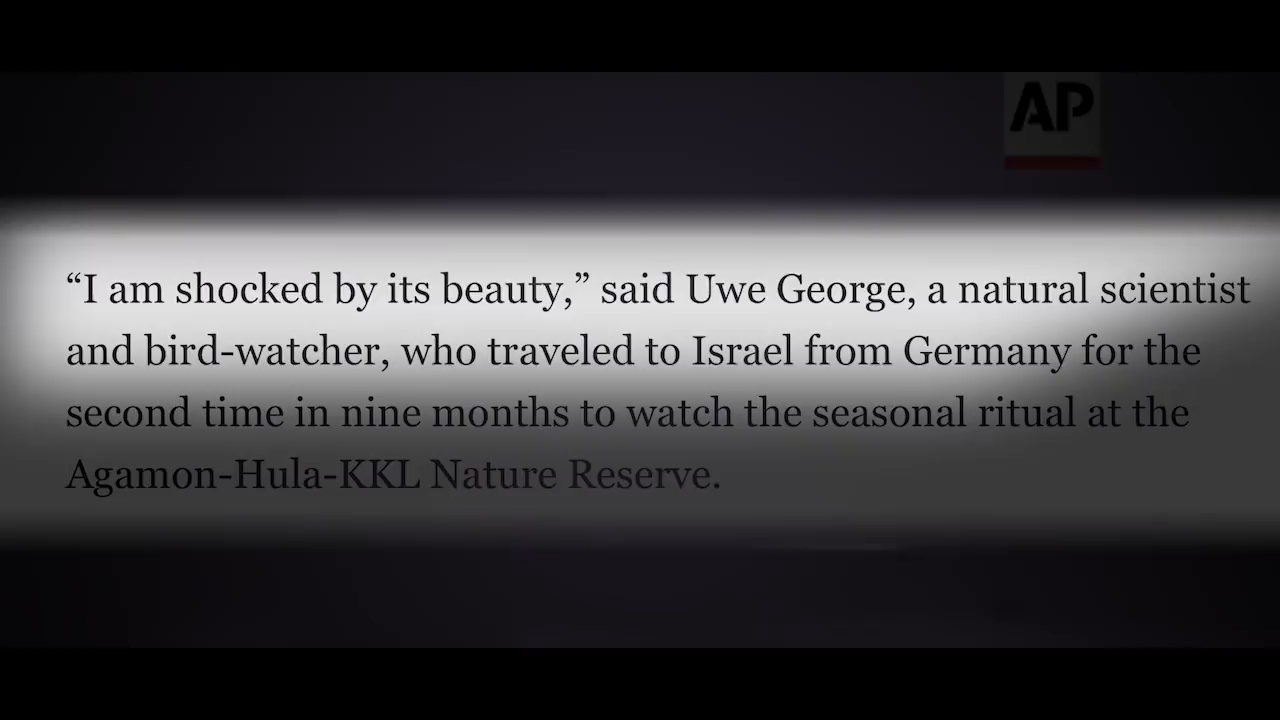 AP
“I am shocked by its beauty,” said Uwe George, a natural scientist
and bird-watcher, who traveled to Israel from Germany for the
second time in nine months to watch the seasonal ritual at the
Agamon-Hula-KKL Nature Reserve.